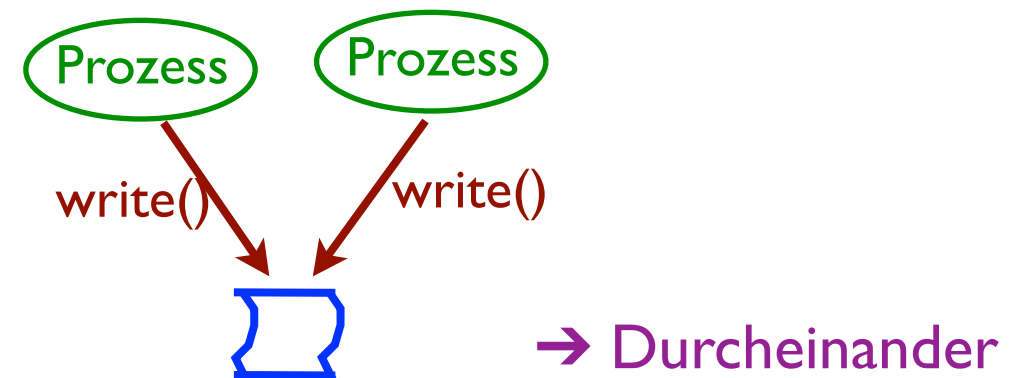 Prozess Prozess
write() write()
➔ Durcheinander